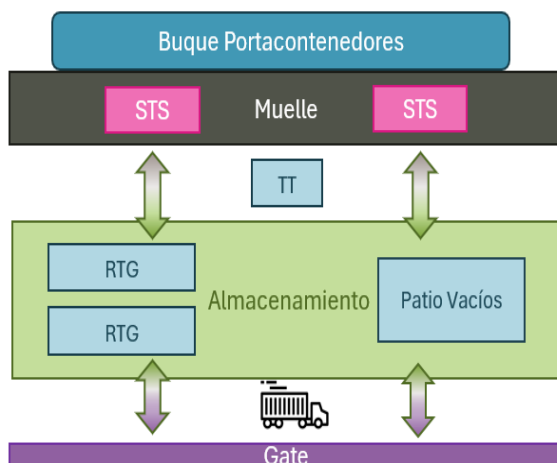 Buque Portacontenedores
STS
Muelle
STS
TT
RTG
Almacenamiento
Patio Vacíos
RTG
Gate